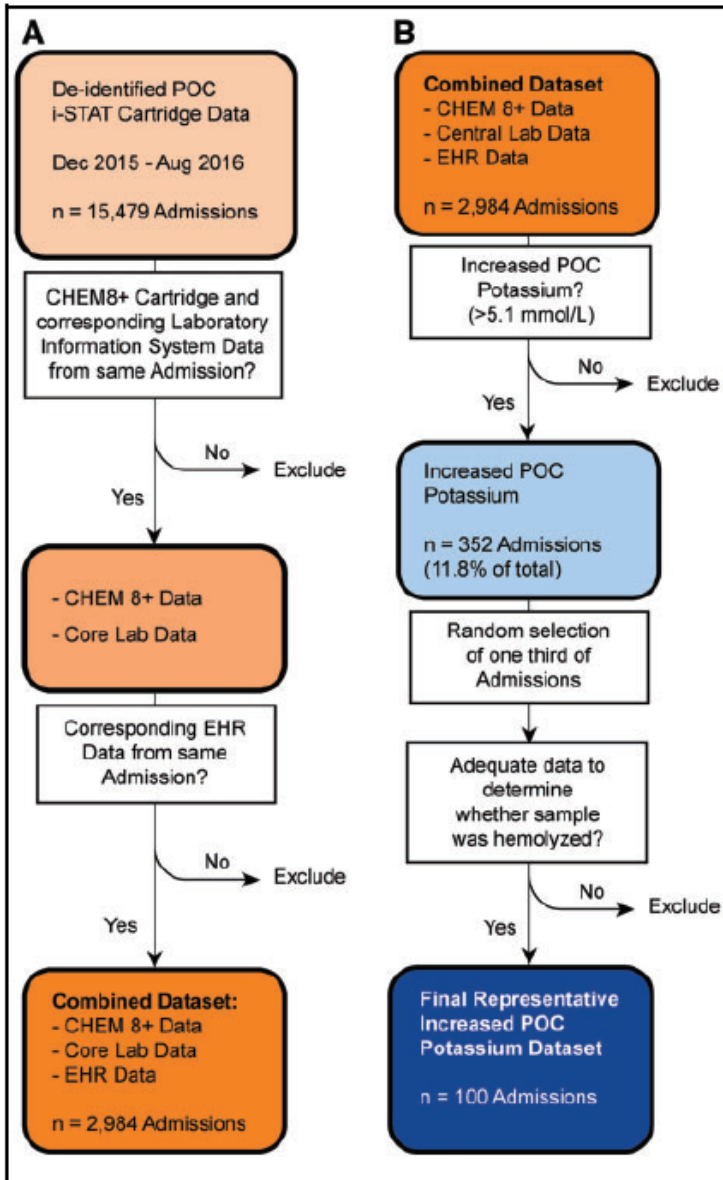 A
De-identified POC
i-STAT Cartridge Data
Dec 2015 - Aug 2016
n = 15,479 Admissions
CHEM8+ Cartridge and
corresponding Laboratory
Information System Data
from same Admission?
No
Exclude
Yes
- CHEM 8+ Data
- Core Lab Data
Corresponding EHR
Data from same
Admission?
No
Exclude
Yes
Combined Dataset:
- CHEM 8+ Data
- Core Lab Data
- EHR Data
n = 2,984 Admissions
B
Combined Dataset
- CHEM 8+ Data
- Central Lab Data
- EHR Data
n = 2,984 Admissions
Increased POC
Potassium?
(>5.1 mmol/L)
No
Exclude
Yes
Increased POC
Potassium
n = 352 Admissions
(11.8% of total)
Random selection
of one third of
Admissions
Adequate data to
determine
whether sample
was hemolyzed?
No
Exclude
Yes
Final Representative
Increased POC
Potassium Dataset
n = 100 Admissions